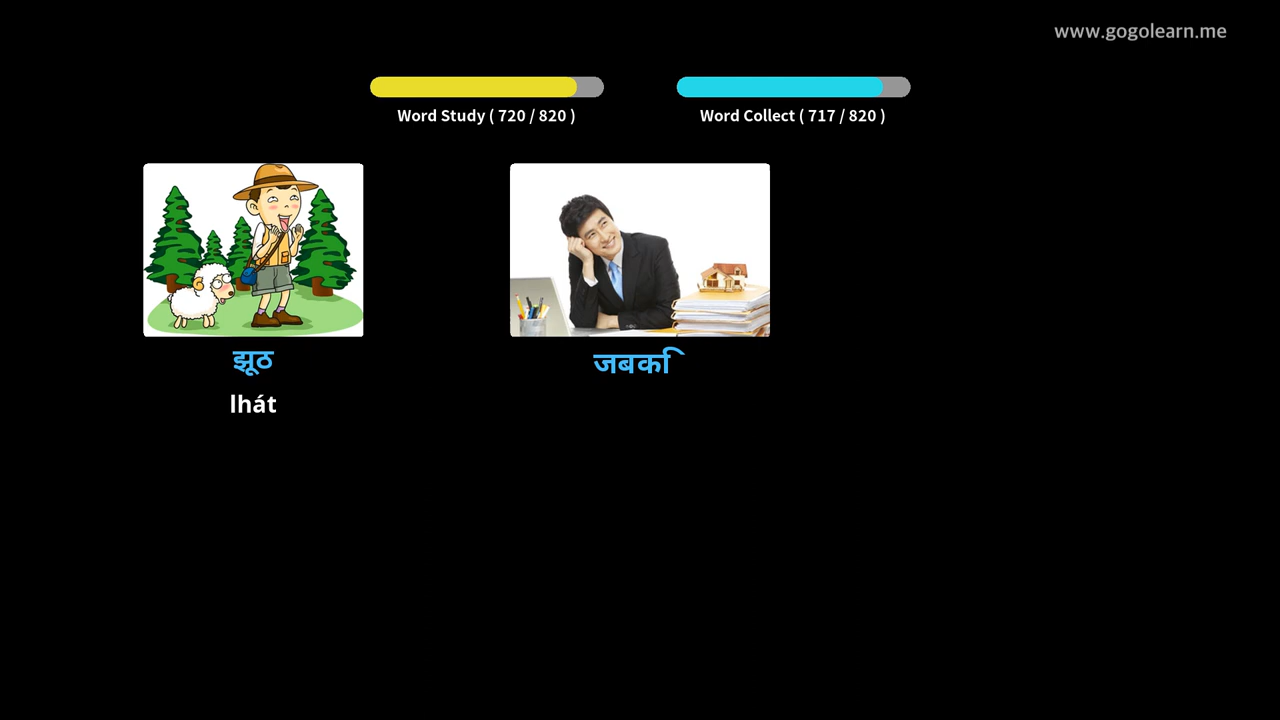 www.gogolearn.me
Word Study ( 720 / 820 )
Word Collect ( 717 / 820 )
झूठ
lhát
जबकि